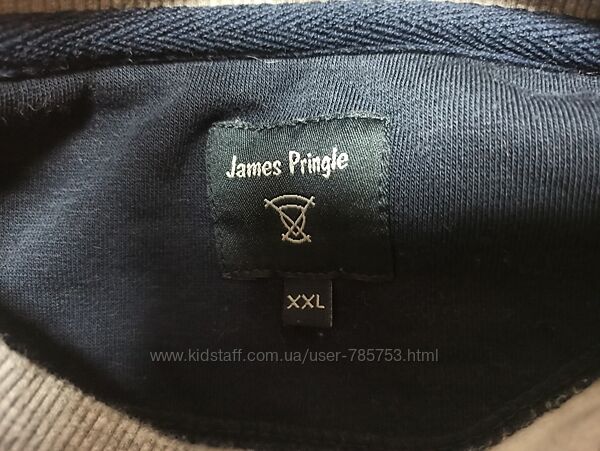 James Pringle
XXL
www.kidstaff.com.ua/user-785753.html